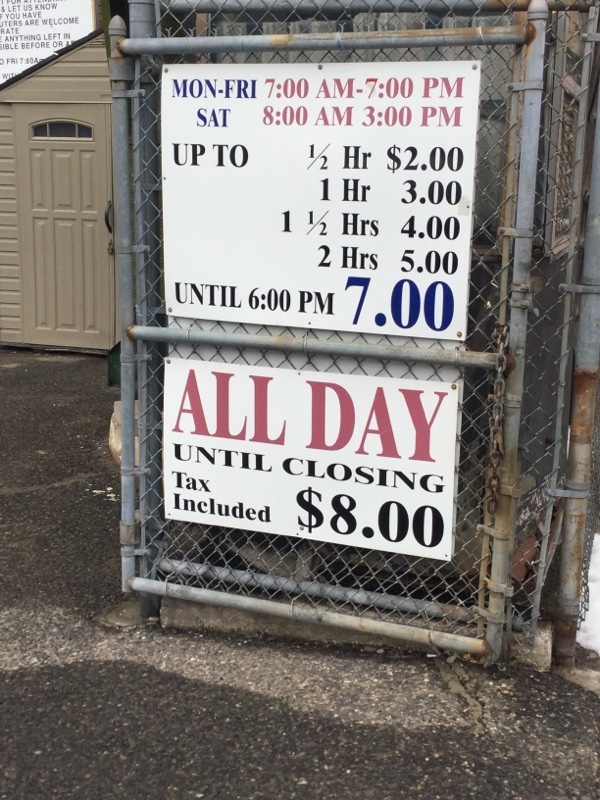 & LET US KNOW
F YOU HAVE
UTERS ARE WELCOME
RATE
E ANYTHING LEFT IN
SIBLE BEFORE OR A
MON-FRI 7:00 AM-7:00 PM
SAT 8:00 AM 3:00 PM
UP TO ½ Hr $2.00
1 Hr 3.00
1 ½ Hrs 4.00
2 Hrs 5.00
UNTIL 6:00 PM 7.00
ALL DAY
UNTIL CLOSING
Tax
Included $8.00